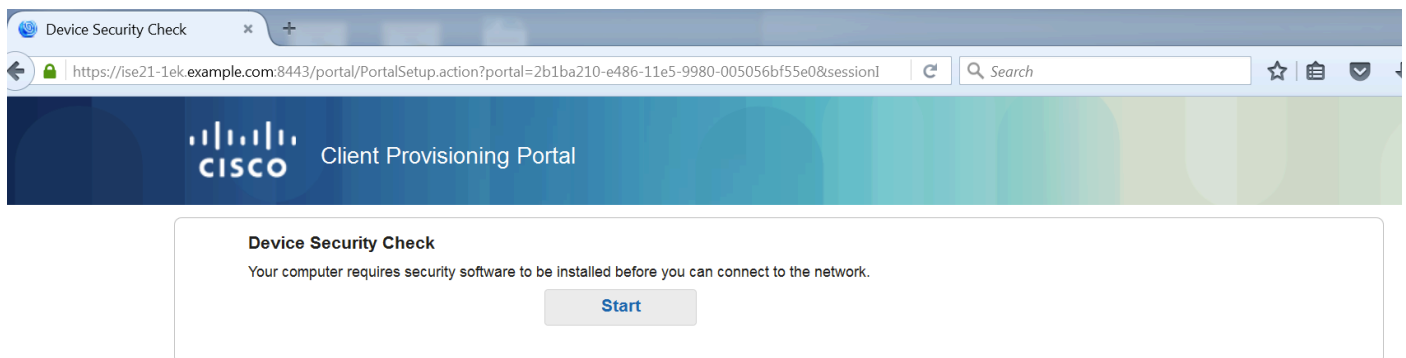 Device Security Check
https://ise21-1ek.example.com:8443/portal/PortalSetup.action?portal=2b1ba210-e486-11e5-9980-005056bf55e0&sessionI
Search
CISCO
Client Provisioning Portal
Device Security Check
Your computer requires security software to be installed before you can connect to the network.
Start